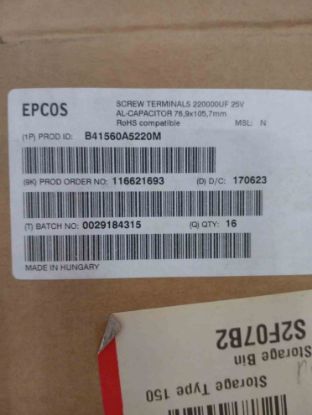 EPCOS
SCREW TERMINALS 220000UF 25V
AL-CAPACITOR 76,9x105,7mm
RoHS compatible MSL: N
(1P) PROD ID: B41560A5220M
(9K) PROD ORDER NO: 116621693 (D) D/C: 170623
(T) BATCH NO: 0029184315 (Q) QTY: 16
MADE IN HUNGARY
S2F07B2
Storage Bin
Storage Type 150